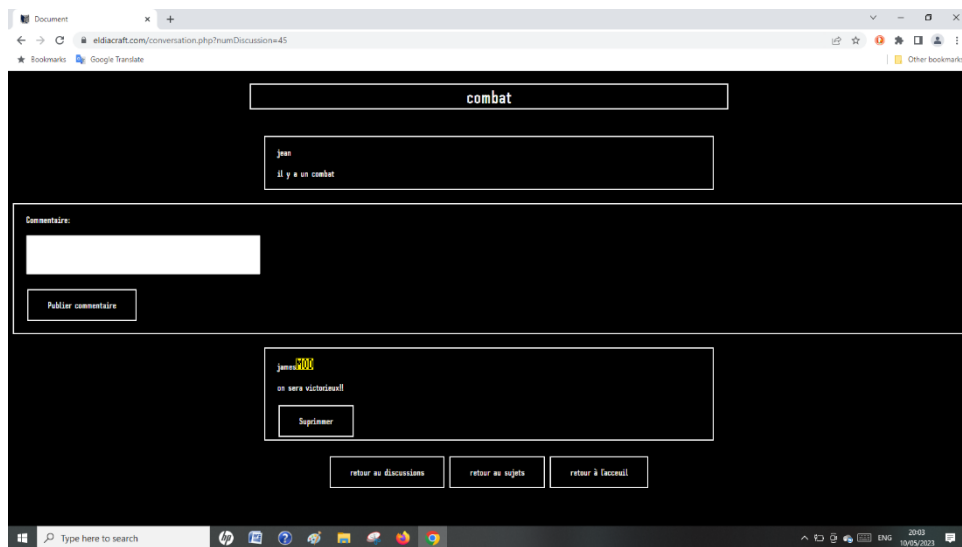 Document
eldiacraft.com/conversation.php?numDiscussion=45
Bookmarks Google Translate Other bookmarks
combat
jean
il y a un combat
Commentaire:
Publier commentaire
jamesMOD
on sera victorieux!!
Suprimmer
retour au discussions retour au sujets retour à l'acceuil
Type here to search
ENG
20:03
10/05/2023